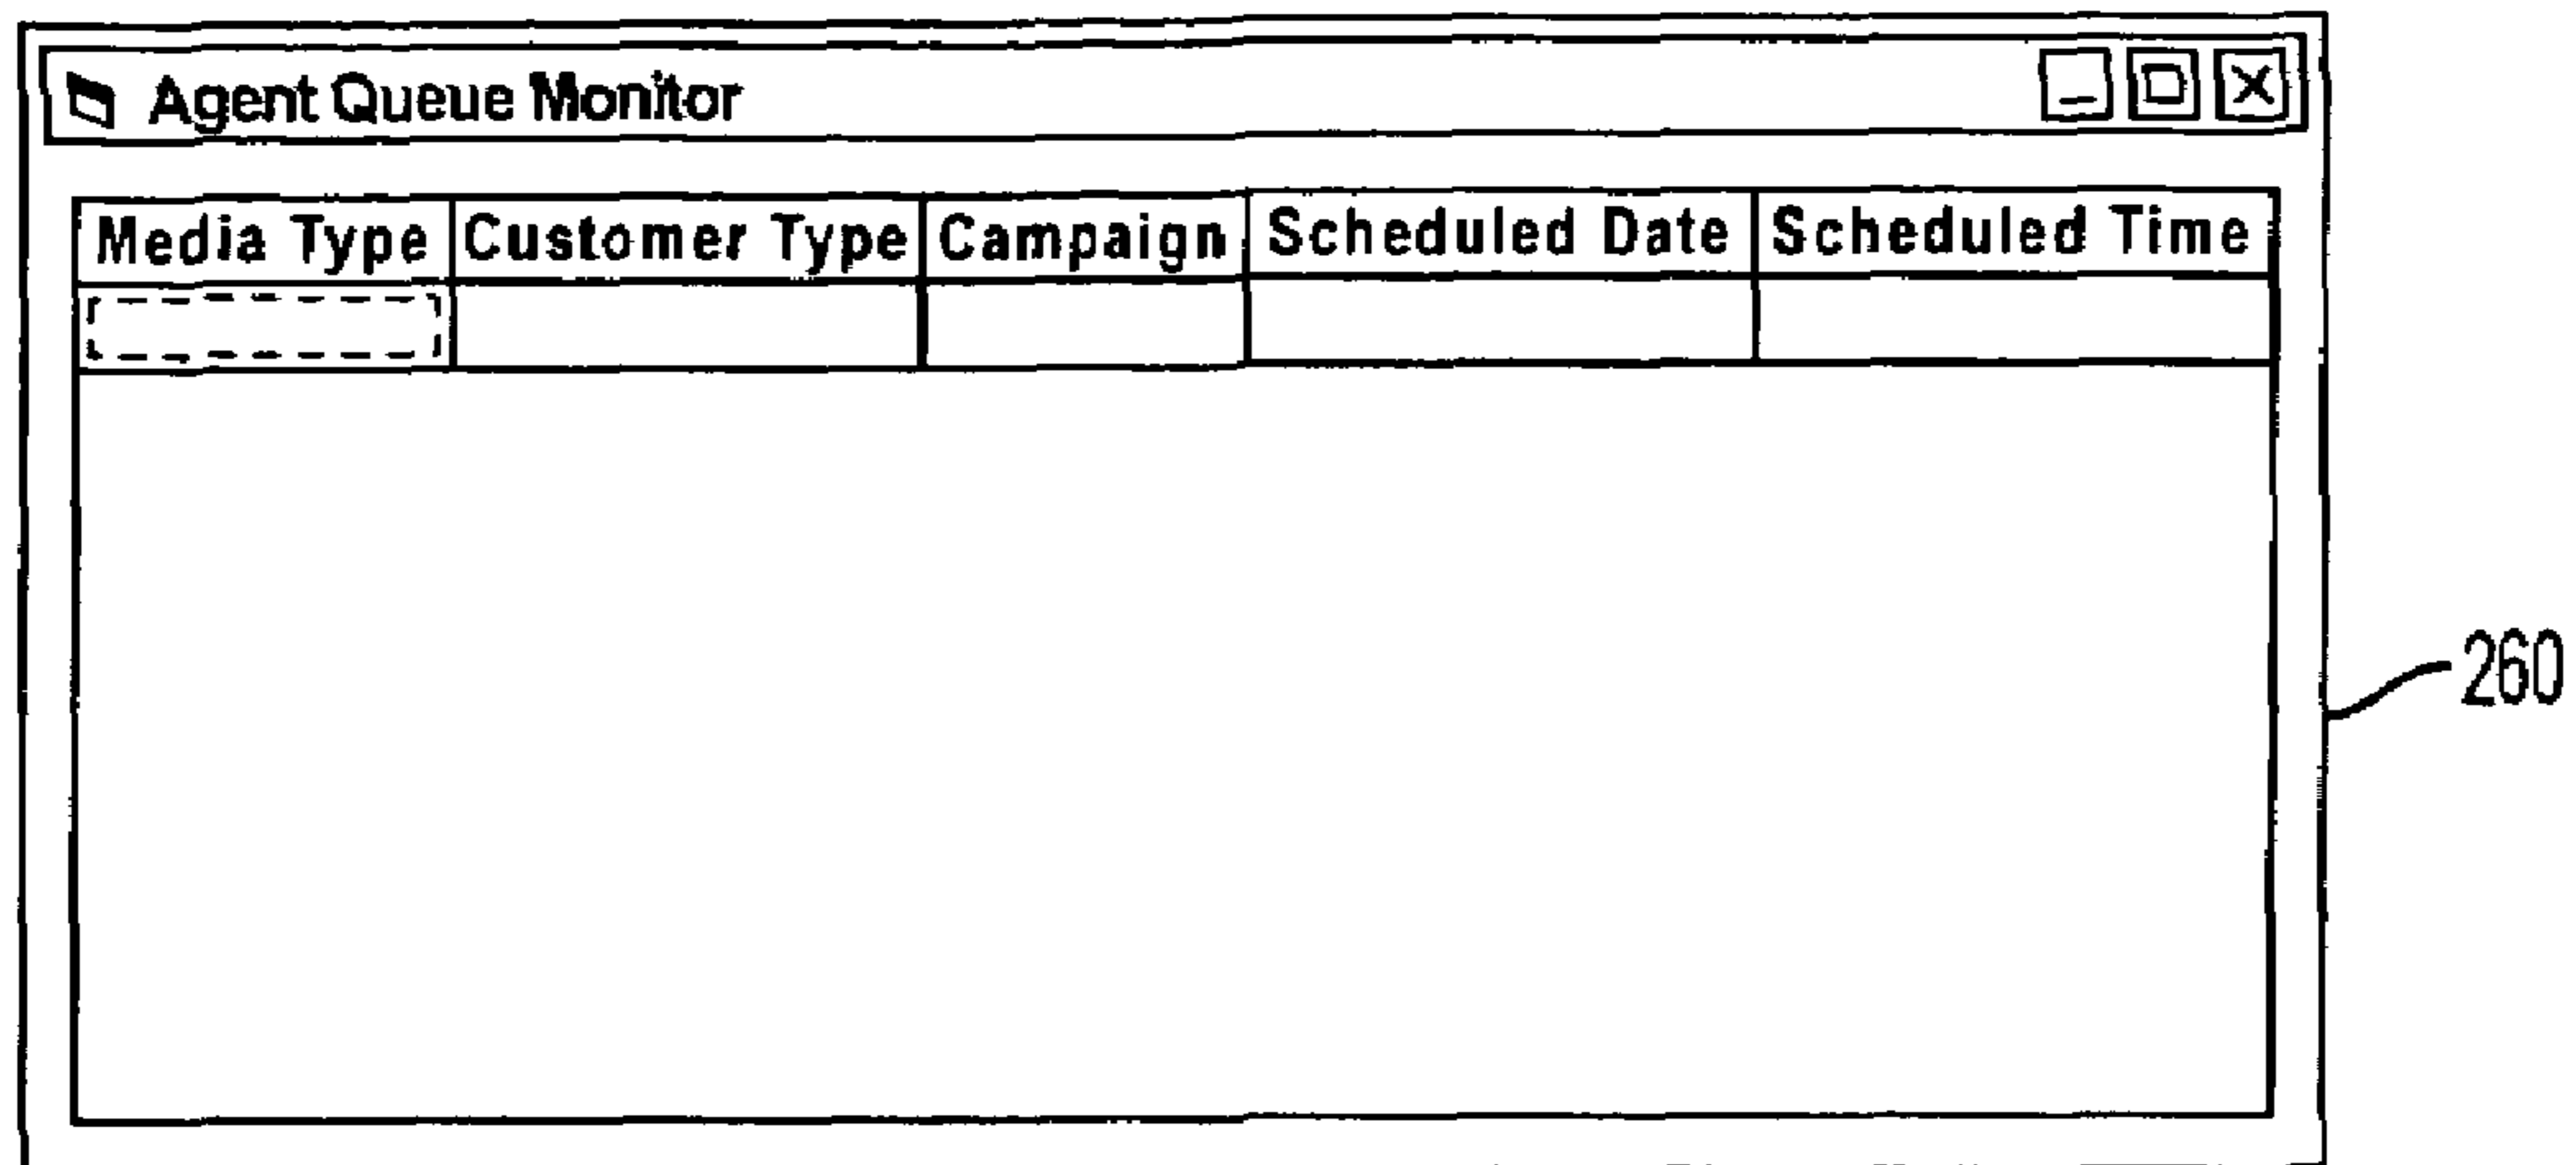 Agent Queue Monitor
Media Type Customer Type Campaign Scheduled Date Scheduled Time
260